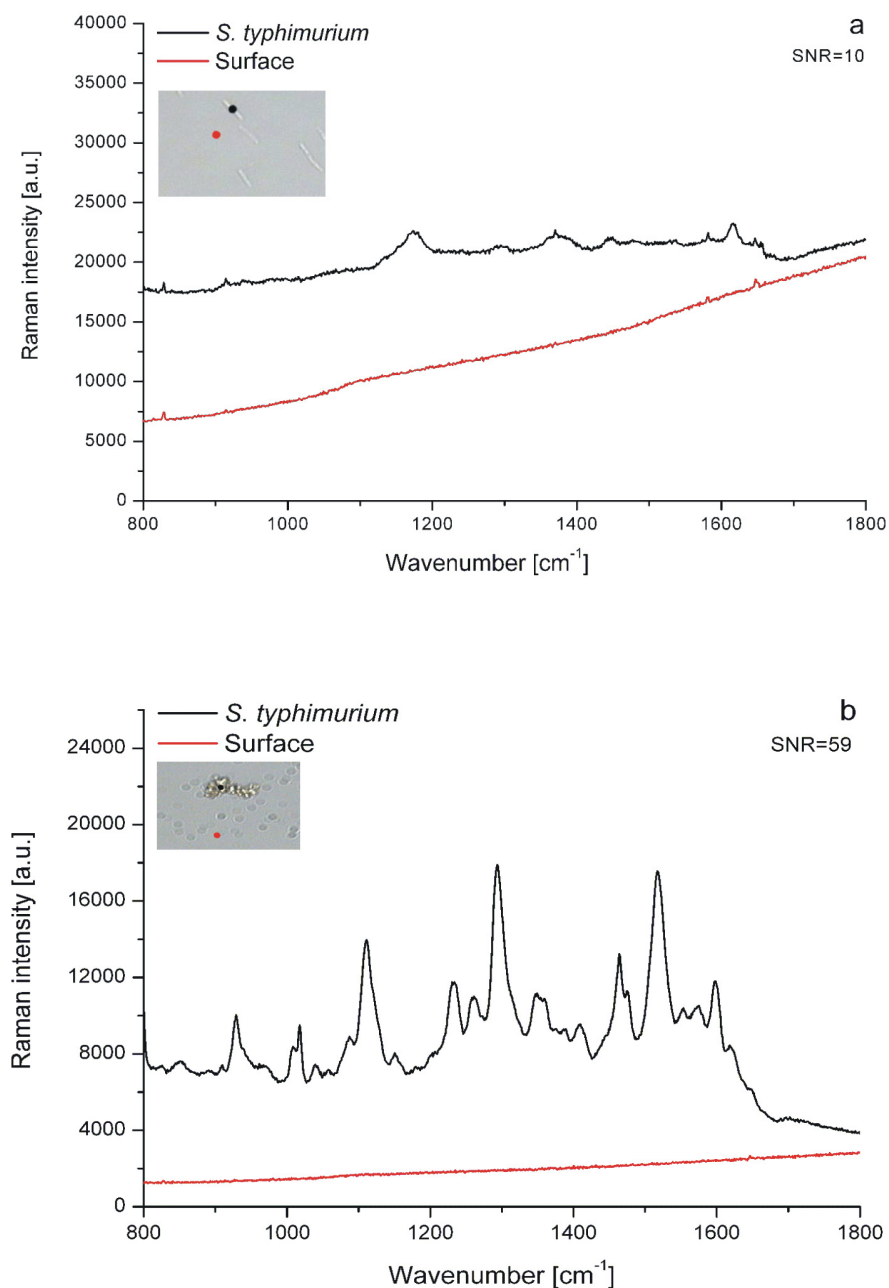 S. typhimurium
Surface
a
SNR=10
40000
35000
30000
25000
20000
15000
10000
5000
0
Raman intensity [a.u.]
800 1000 1200 1400 1600 1800
Wavenumber [cm⁻¹]
S. typhimurium
Surface
b
SNR=59
24000
20000
16000
12000
8000
4000
0
Raman intensity [a.u.]
800 1000 1200 1400 1600 1800
Wavenumber [cm⁻¹]